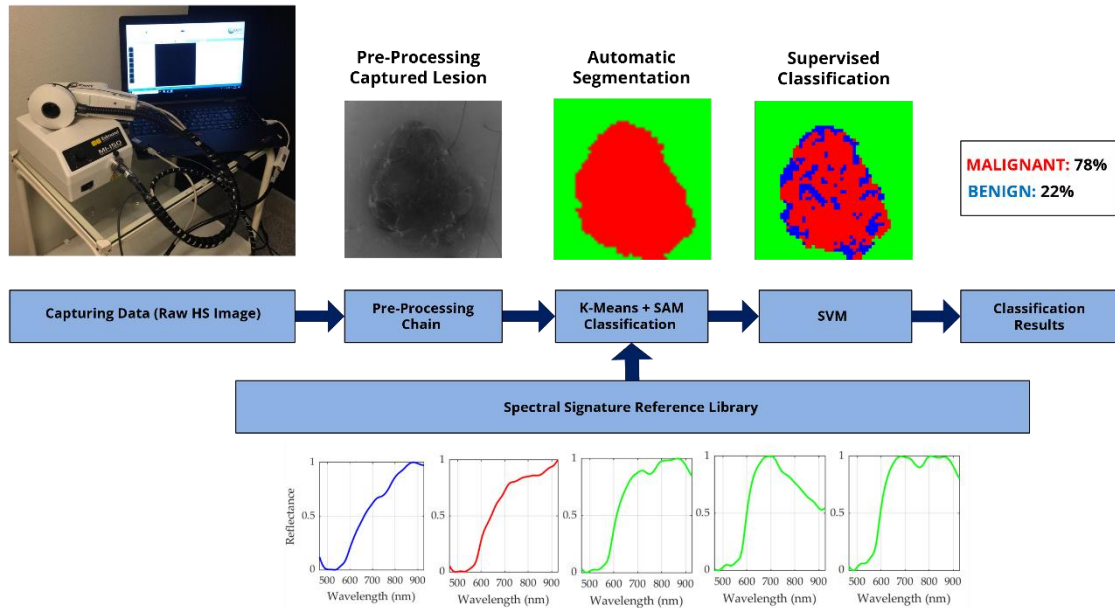 Pre-Processing
Captured Lesion
Automatic
Segmentation
Supervised
Classification
MI-150
MALIGNANT: 78%
BENIGN: 22%
Capturing Data (Raw HS Image)
Pre-Processing
Chain
K-Means + SAM
Classification
SVM
Classification
Results
Spectral Signature Reference Library
Reflectance
1
0.5
0
500 600 700 800 900
Wavelength (nm)
1
0.5
0
500 600 700 800 900
Wavelength (nm)
1
0.5
0
500 600 700 800 900
Wavelength (nm)
1
0.5
0
500 600 700 800 900
Wavelength (nm)
1
0.5
0
500 600 700 800 900
Wavelength (nm)